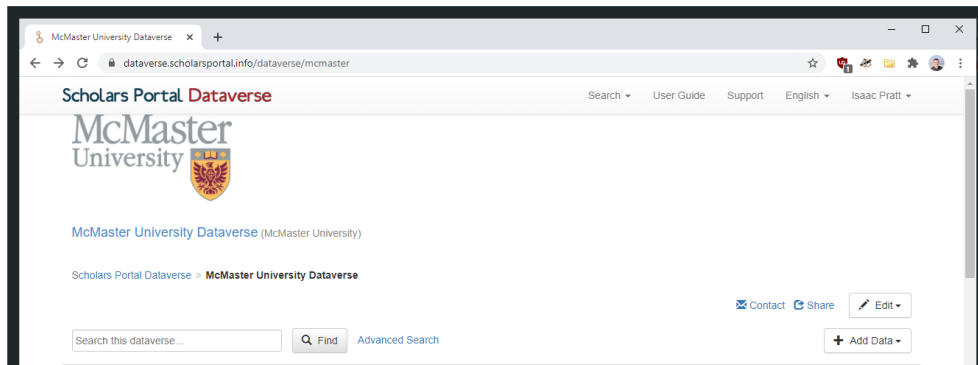 McMaster University Dataverse
dataverse.scholarsportal.info/dataverse/mcmaster
1
Scholars Portal Dataverse
Search User Guide Support English Isaac Pratt
McMaster
University
McMaster University Dataverse (McMaster University)
Scholars Portal Dataverse > McMaster University Dataverse
Contact Share Edit
Search this dataverse... Find Advanced Search
+ Add Data